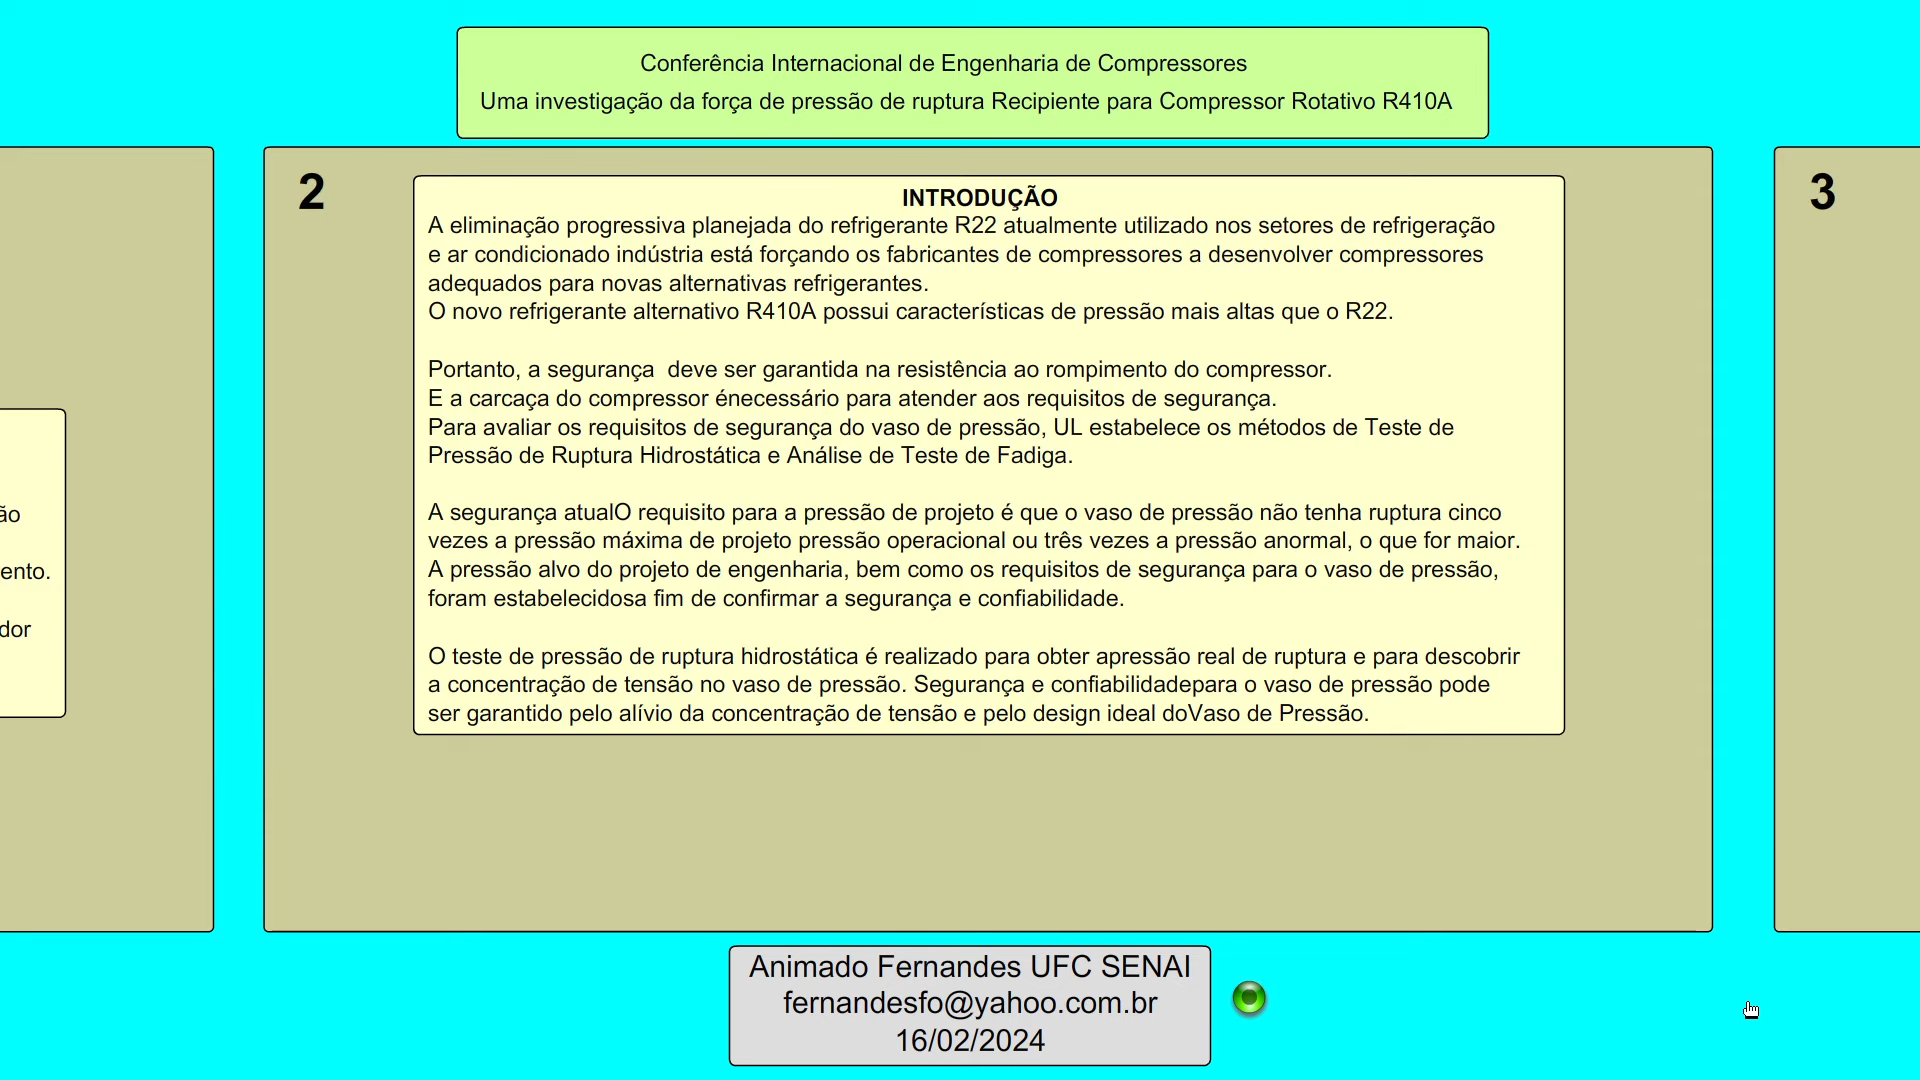 Conferência Internacional de Engenharia de Compressores
Uma investigação da força de pressão de ruptura Recipiente para Compressor Rotativo R410A
ão
ento.
dor
2
INTRODUÇÃO
A eliminação progressiva planejada do refrigerante R22 atualmente utilizado nos setores de refrigeração
e ar condicionado indústria está forçando os fabricantes de compressores a desenvolver compressores
adequados para novas alternativas refrigerantes.
O novo refrigerante alternativo R410A possui características de pressão mais altas que o R22.
Portanto, a segurança  deve ser garantida na resistência ao rompimento do compressor.
E a carcaça do compressor énecessário para atender aos requisitos de segurança.
Para avaliar os requisitos de segurança do vaso de pressão, UL estabelece os métodos de Teste de
Pressão de Ruptura Hidrostática e Análise de Teste de Fadiga.
A segurança atualO requisito para a pressão de projeto é que o vaso de pressão não tenha ruptura cinco
vezes a pressão máxima de projeto pressão operacional ou três vezes a pressão anormal, o que for maior.
A pressão alvo do projeto de engenharia, bem como os requisitos de segurança para o vaso de pressão,
foram estabelecidosa fim de confirmar a segurança e confiabilidade.
O teste de pressão de ruptura hidrostática é realizado para obter apressão real de ruptura e para descobrir
a concentração de tensão no vaso de pressão. Segurança e confiabilidadepara o vaso de pressão pode
ser garantido pelo alívio da concentração de tensão e pelo design ideal doVaso de Pressão.
3
Animado Fernandes UFC SENAI
fernandesfo@yahoo.com.br
16/02/2024